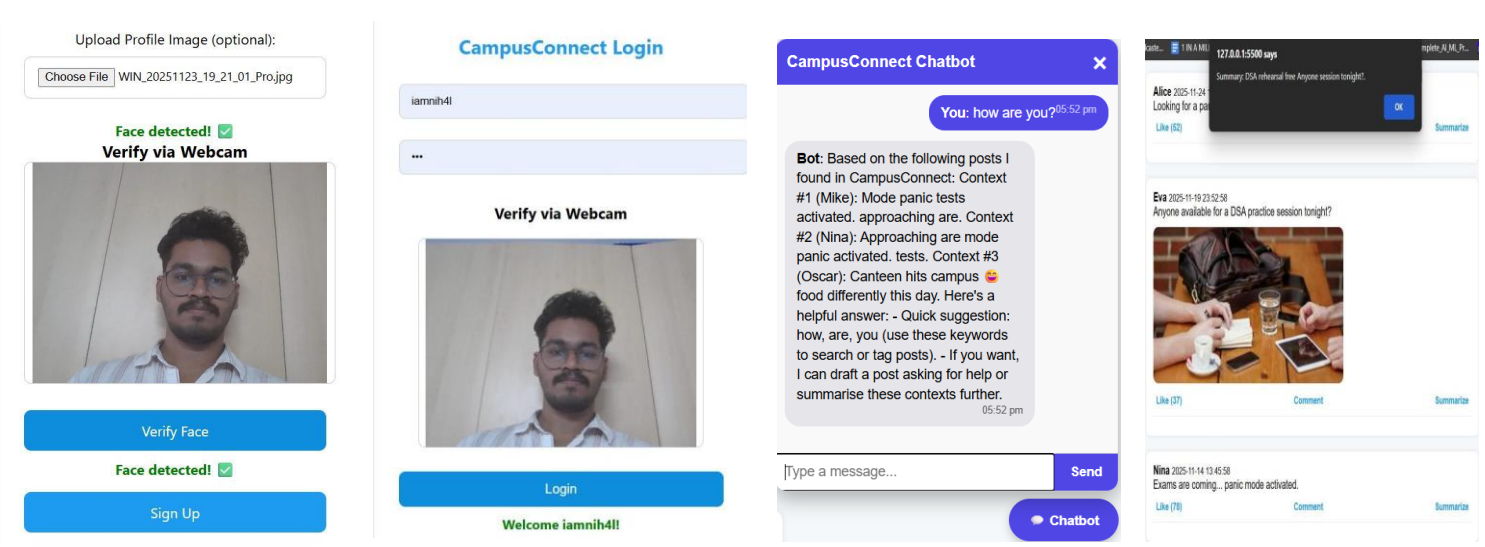 Upload Profile Image (optional):
Choose File WIN_20251123_19_21_01_Pro.jpg
Face detected! ✅
Verify via Webcam
Verify Face
Face detected! ✅
Sign Up
CampusConnect Login
iamnih4l
•••
Verify via Webcam
Login
Welcome iamnih4l!
CampusConnect Chatbot ×
You: how are you? 05:52 pm
Bot: Based on the following posts I
found in CampusConnect: Context
#1 (Mike): Mode panic tests
activated. approaching are. Context
#2 (Nina): Approaching are mode
panic activated. tests. Context #3
(Oscar): Canteen hits campus 😄
food differently this day. Here's a
helpful answer: - Quick suggestion:
how, are, you (use these keywords
to search or tag posts). - If you want,
I can draft a post asking for help or
summarise these contexts further.
05:52 pm
Type a message... Send
💬 Chatbot
1 IN A MIL
127.0.0.1:5500 says
Summary: DSA rehearsal free Anyone session tonight?.
OK
Alice 2025-11-24
Looking for a pa
Like (62) Summarize
Eva 2025-11-19 23:52:58
Anyone available for a DSA practice session tonight?
Like (37) Comment Summarize
Nina 2025-11-14 13:45:58
Exams are coming... panic mode activated.
Like (78) Comment Summarize